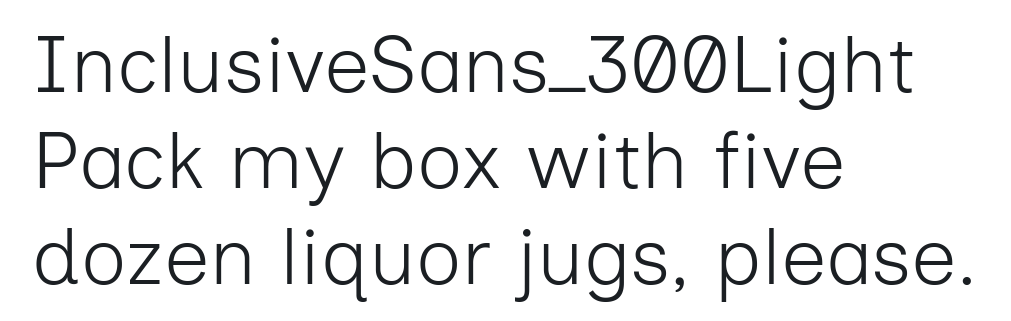 InclusiveSans_300Light
Pack my box with five
dozen liquor jugs, please.